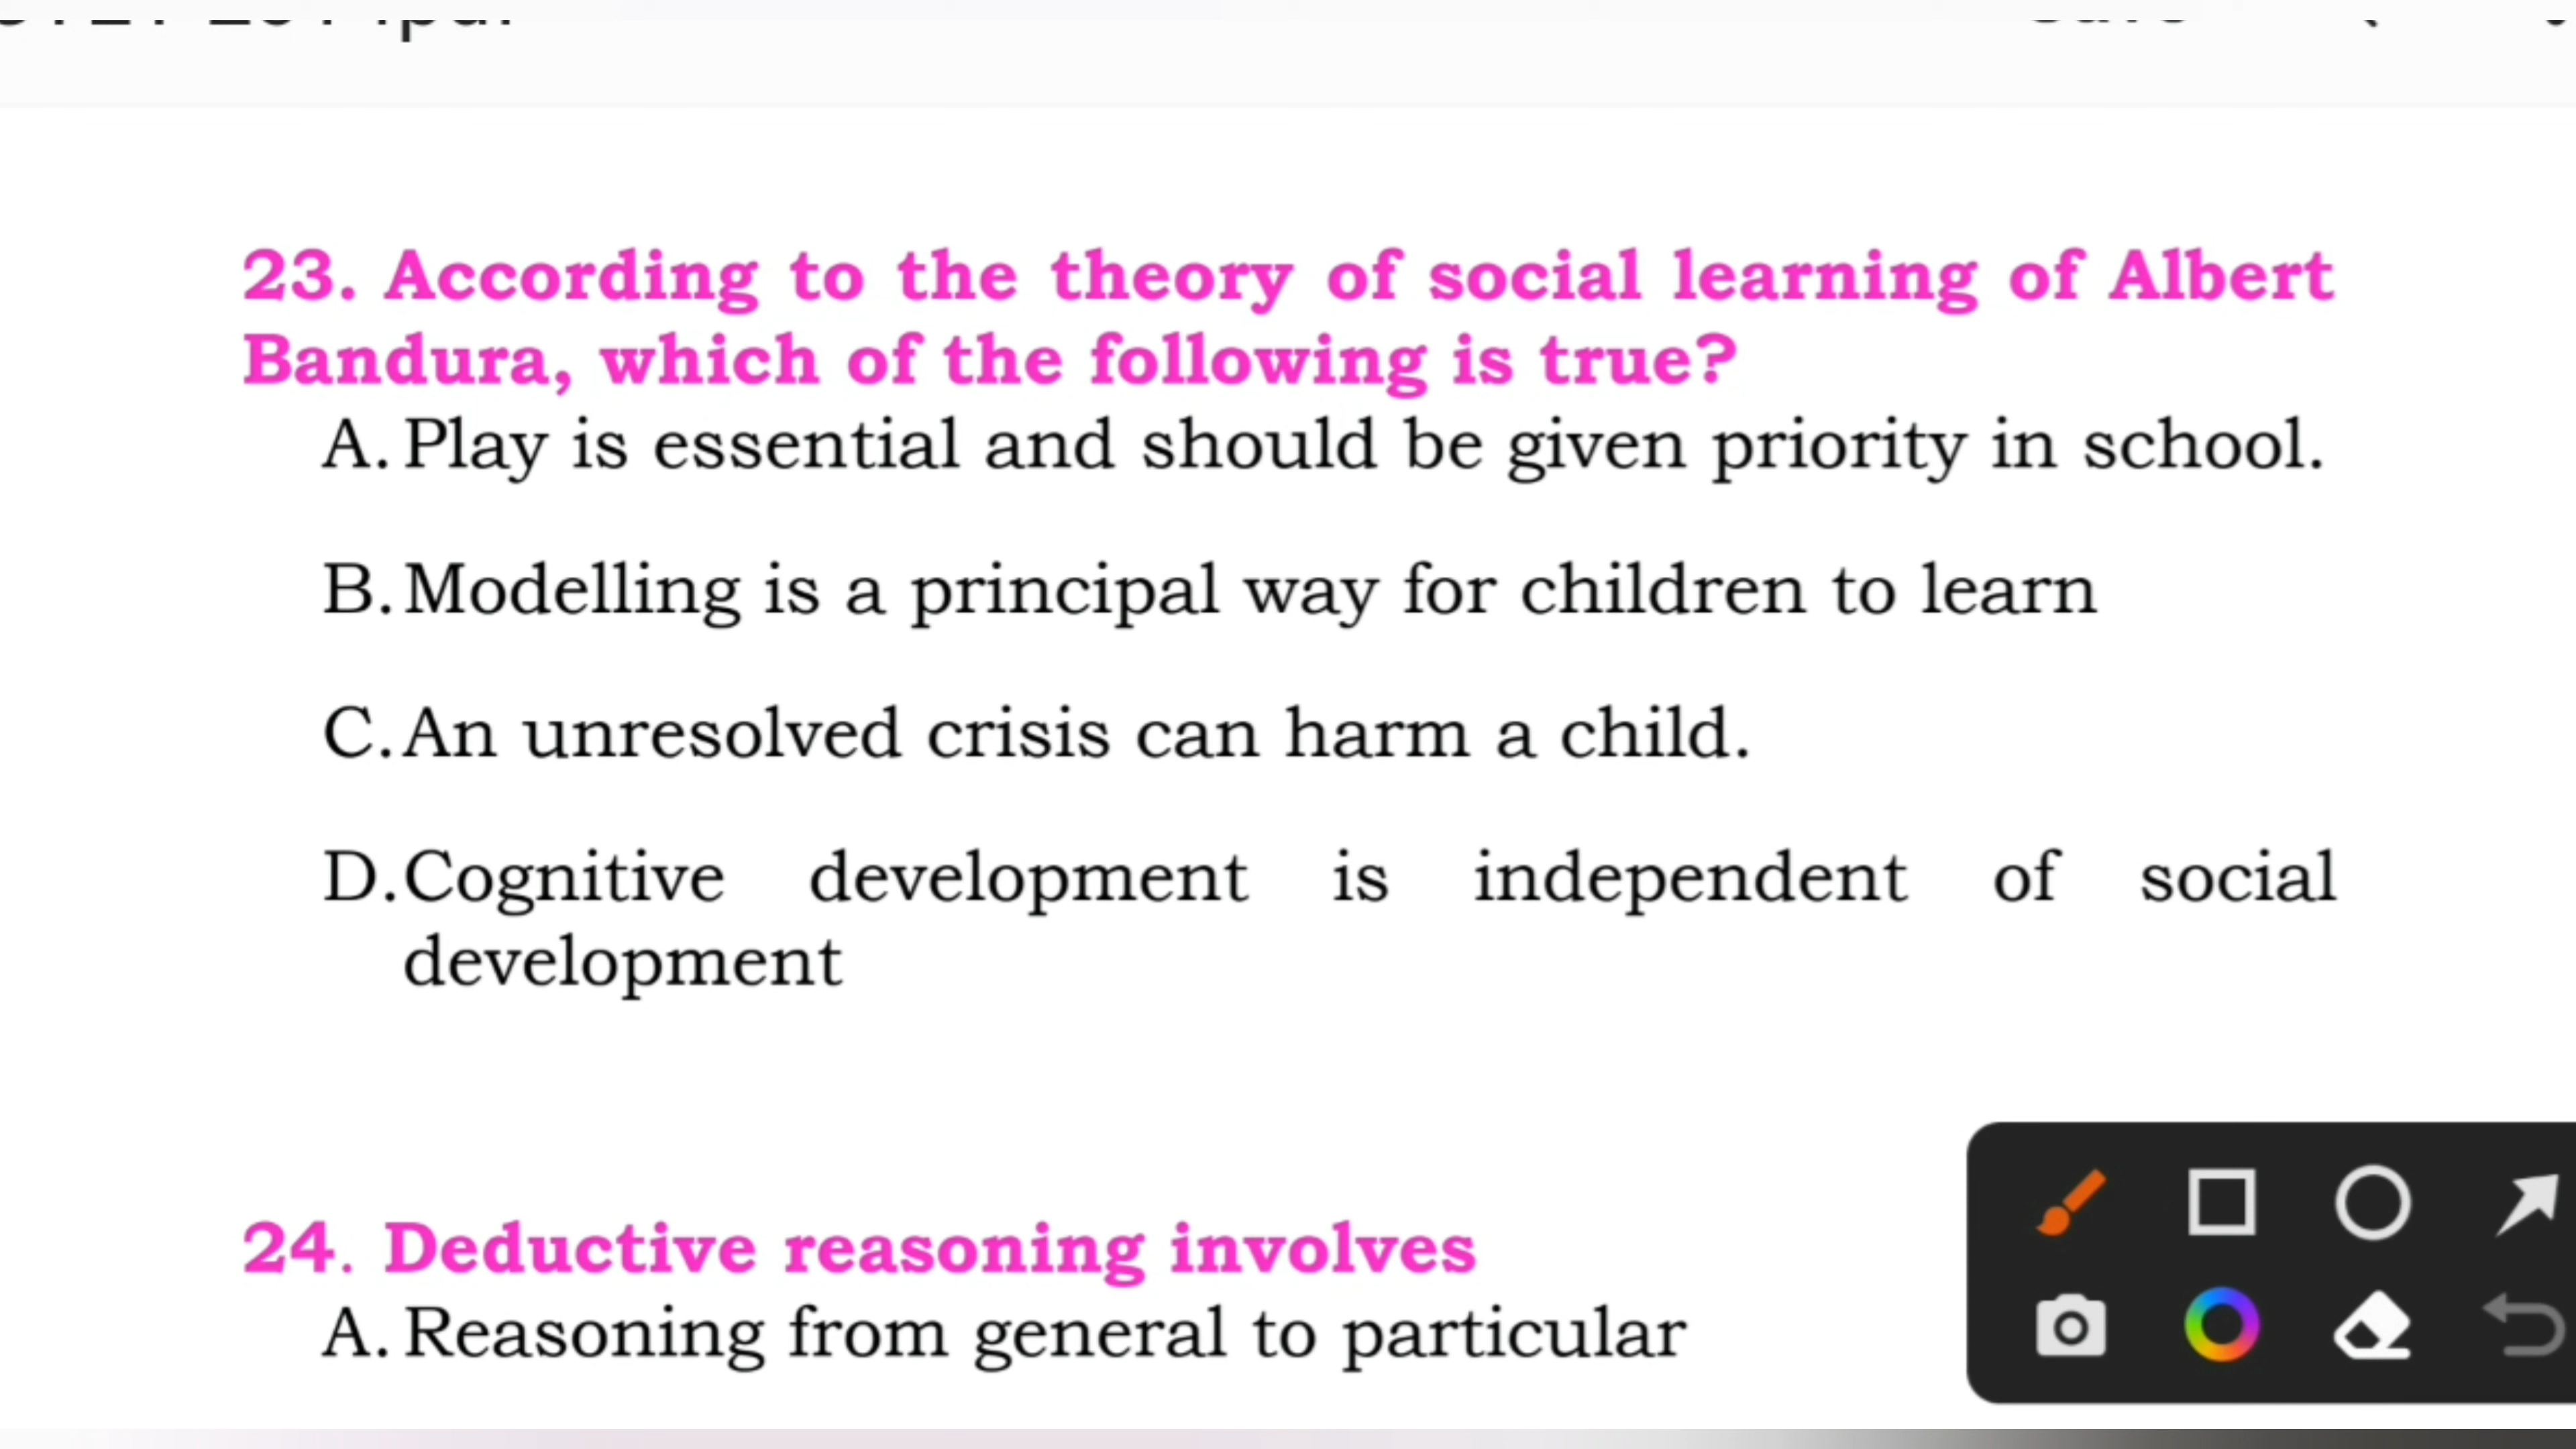 23. According to the theory of social learning of Albert
Bandura, which of the following is true?
A. Play is essential and should be given priority in school.
B. Modelling is a principal way for children to learn
C. An unresolved crisis can harm a child.
D. Cognitive development is independent of social
development
24. Deductive reasoning involves
A. Reasoning from general to particular